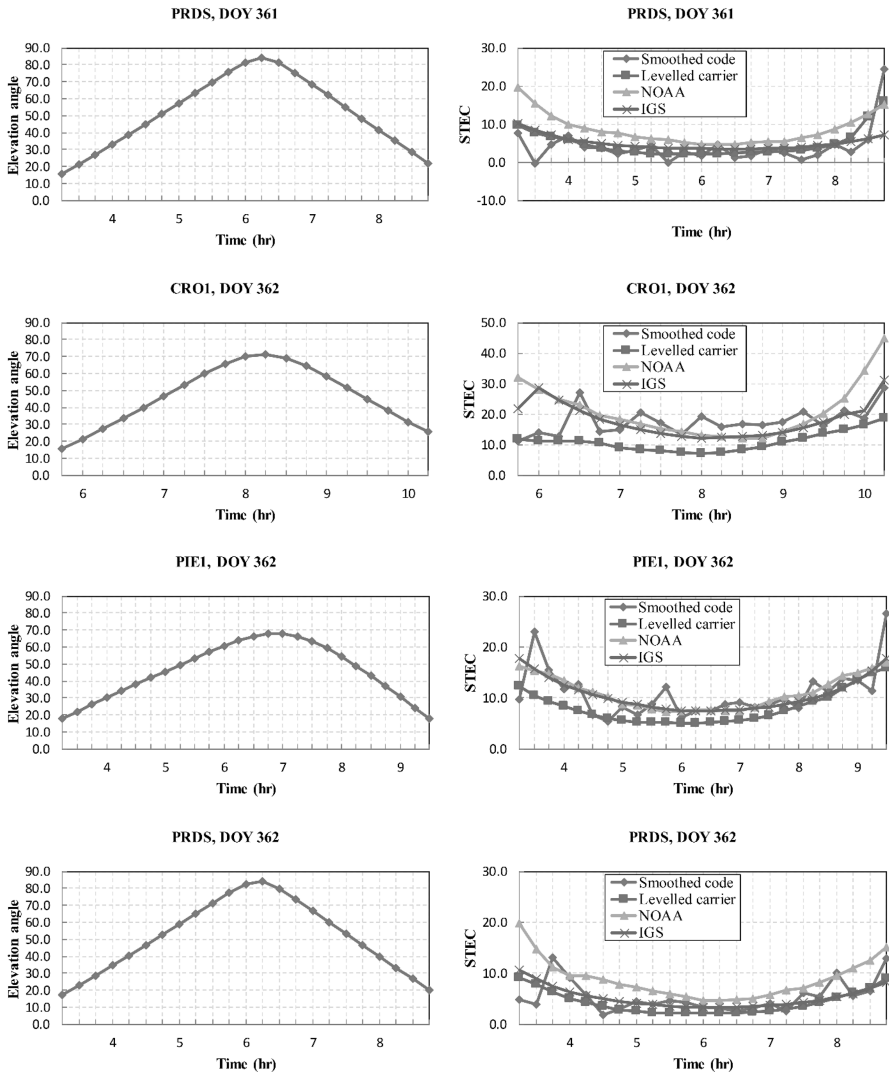 PRDS, DOY 361
Elevation angle
90.0
80.0
70.0
60.0
50.0
40.0
30.0
20.0
10.0
0.0
4 5 6 7 8
Time (hr)
PRDS, DOY 361
STEC
30.0
20.0
10.0
0.0
-10.0
Smoothed code
Levelled carrier
NOAA
IGS
4 5 6 7 8
Time (hr)
CRO1, DOY 362
Elevation angle
90.0
80.0
70.0
60.0
50.0
40.0
30.0
20.0
10.0
0.0
6 7 8 9 10
Time (hr)
CRO1, DOY 362
STEC
50.0
40.0
30.0
20.0
10.0
0.0
Smoothed code
Levelled carrier
NOAA
IGS
6 7 8 9 10
Time (hr)
PIE1, DOY 362
Elevation angle
90.0
80.0
70.0
60.0
50.0
40.0
30.0
20.0
10.0
0.0
4 5 6 7 8 9
Time (hr)
PIE1, DOY 362
STEC
30.0
20.0
10.0
0.0
Smoothed code
Levelled carrier
NOAA
IGS
4 5 6 7 8 9
Time (hr)
PRDS, DOY 362
Elevation angle
90.0
80.0
70.0
60.0
50.0
40.0
30.0
20.0
10.0
0.0
4 5 6 7 8
Time (hr)
PRDS, DOY 362
STEC
30.0
20.0
10.0
0.0
Smoothed code
Levelled carrier
NOAA
IGS
4 5 6 7 8
Time (hr)